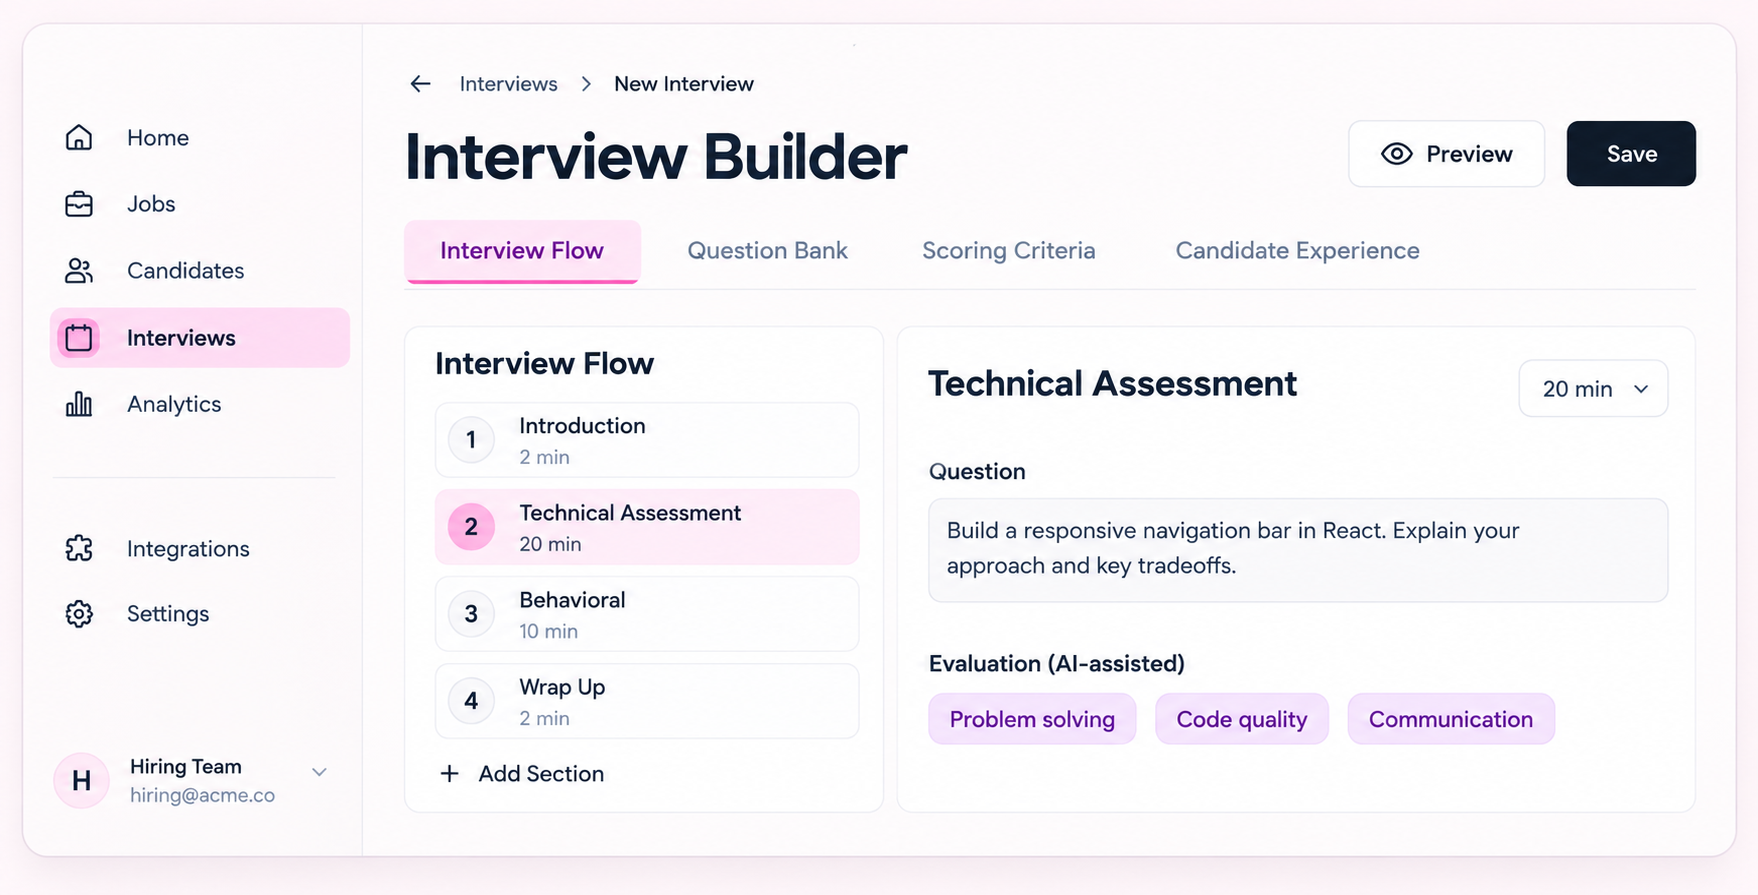 Home
Jobs
Candidates
Interviews
Analytics
Integrations
Settings
H
Hiring Team
hiring@acme.co
Interviews
New Interview
Interview Builder
Preview
Save
Interview Flow
Question Bank
Scoring Criteria
Candidate Experience
Interview Flow
1
Introduction
2 min
2
Technical Assessment
20 min
3
Behavioral
10 min
4
Wrap Up
2 min
+ Add Section
Technical Assessment
20 min
Question
Build a responsive navigation bar in React. Explain your
approach and key tradeoffs.
Evaluation (AI-assisted)
Problem solving
Code quality
Communication